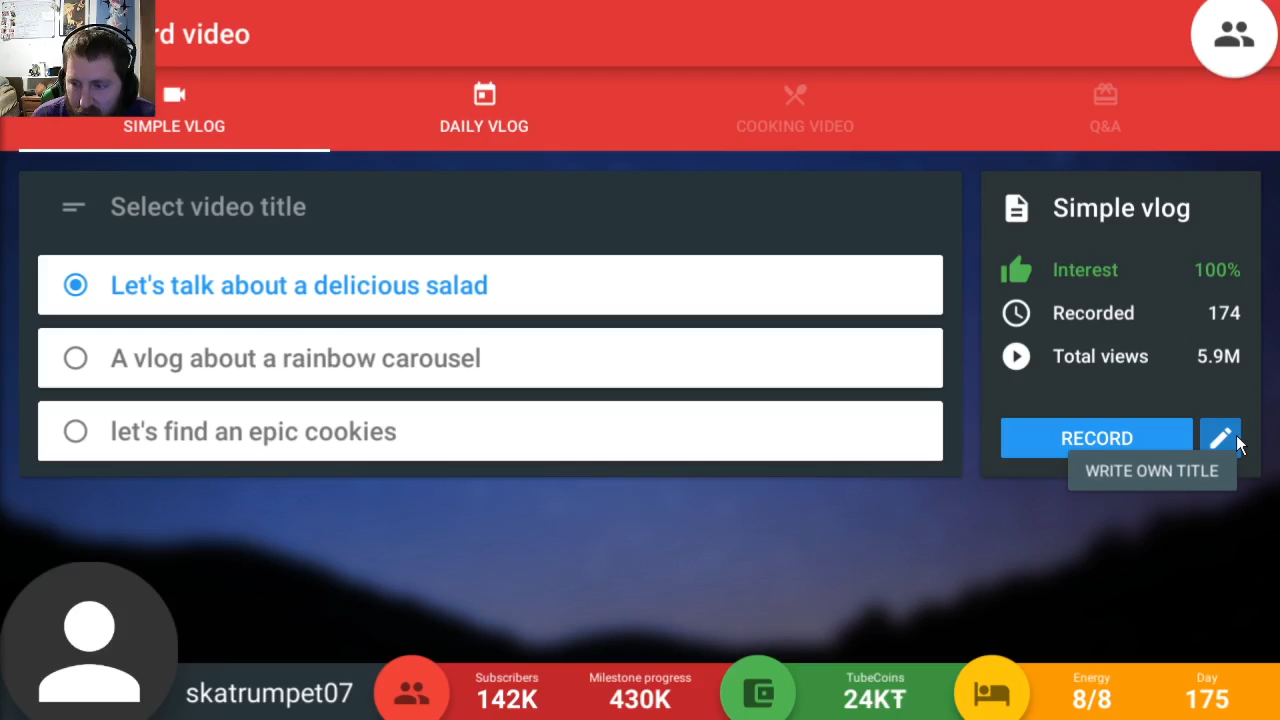 rd video
SIMPLE VLOG
DAILY VLOG
COOKING VIDEO
Q&A
Select video title
Let's talk about a delicious salad
A vlog about a rainbow carousel
let's find an epic cookies
Simple vlog
Interest 100%
Recorded 174
Total views 5.9M
RECORD
WRITE OWN TITLE
skatrumpet07
Subscribers
142K
Milestone progress
430K
TubeCoins
24KŦ
Energy
8/8
Day
175